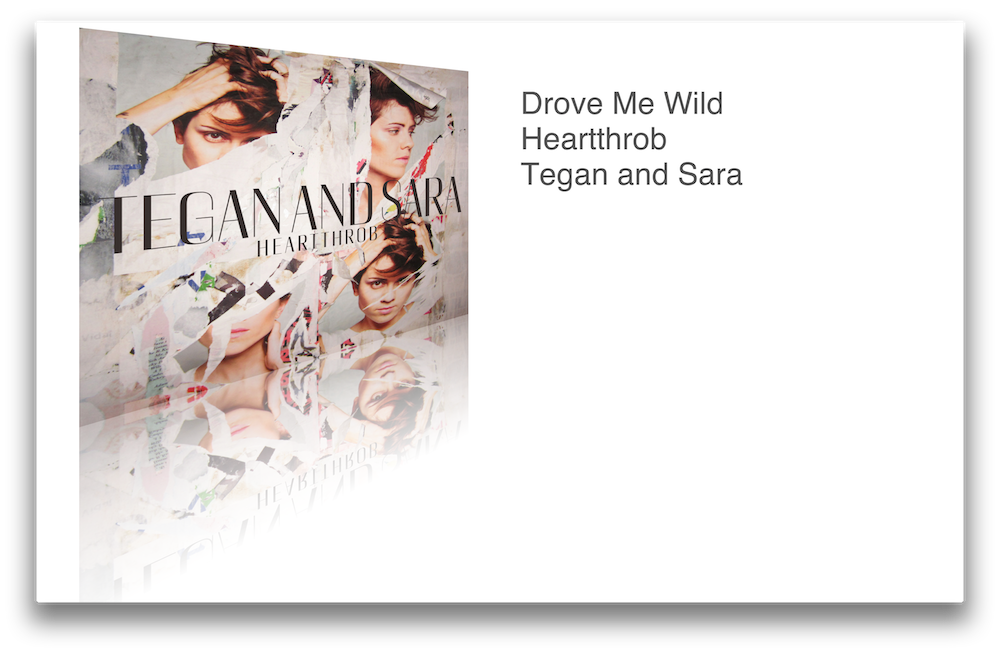 TEGAN AND SARA
HEARTTHROB
Drove Me Wild
Heartthrob
Tegan and Sara